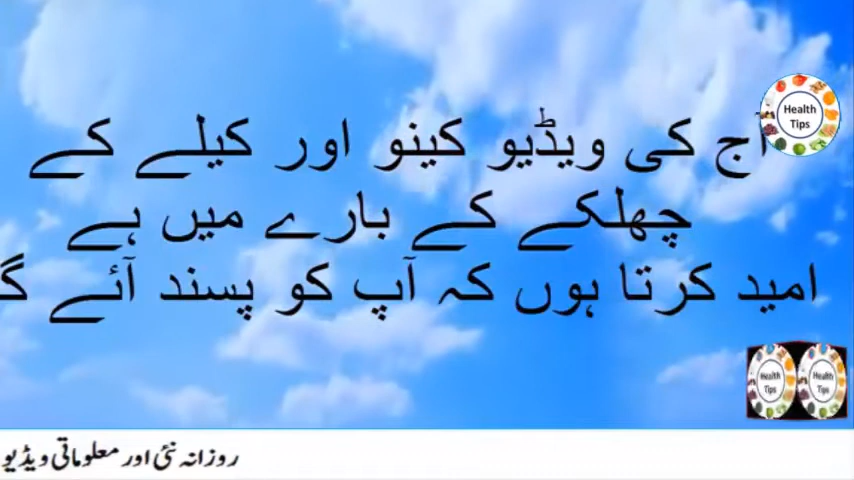 آج کی ویڈیو کینو اور کیلے کے
چھلکے کے بارے میں ہے
امید کرتا ہوں کہ آپ کو پسند آئے گ
Health
Tips
Health
Tips
Health
Tips
روزانہ نئی اور معلوماتی ویڈیو